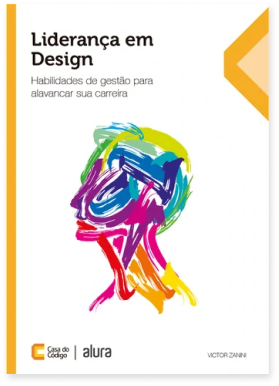 Liderança em
Design
Habilidades de gestão para
alavancar sua carreira
Casa do
Código
alura
VICTOR ZANINI